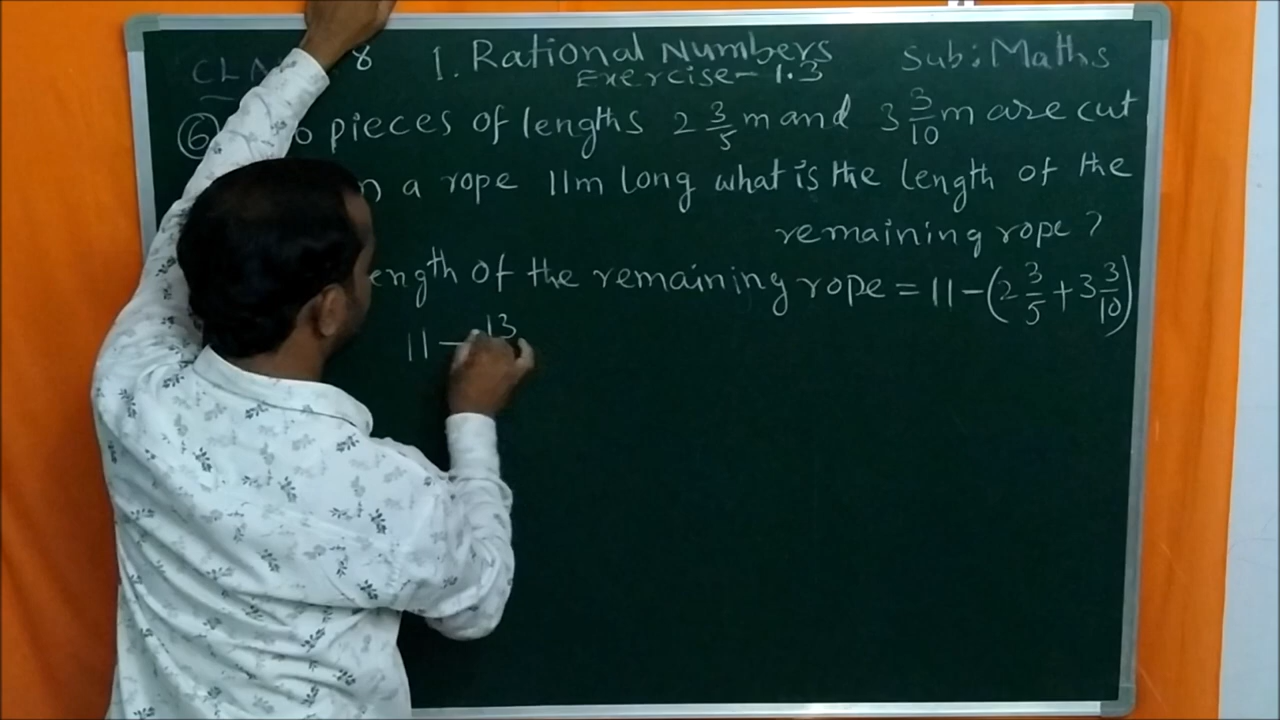 8 1. Rational Numbers Sub: Maths
Exercise - 1.3
6 pieces of lengths 2 3/5 m and 3 3/10 m are cut
a rope 11m long what is the length of the
remaining rope ?
ength of the remaining rope = 11 - (2 3/5 + 3 3/10)
11 - 13